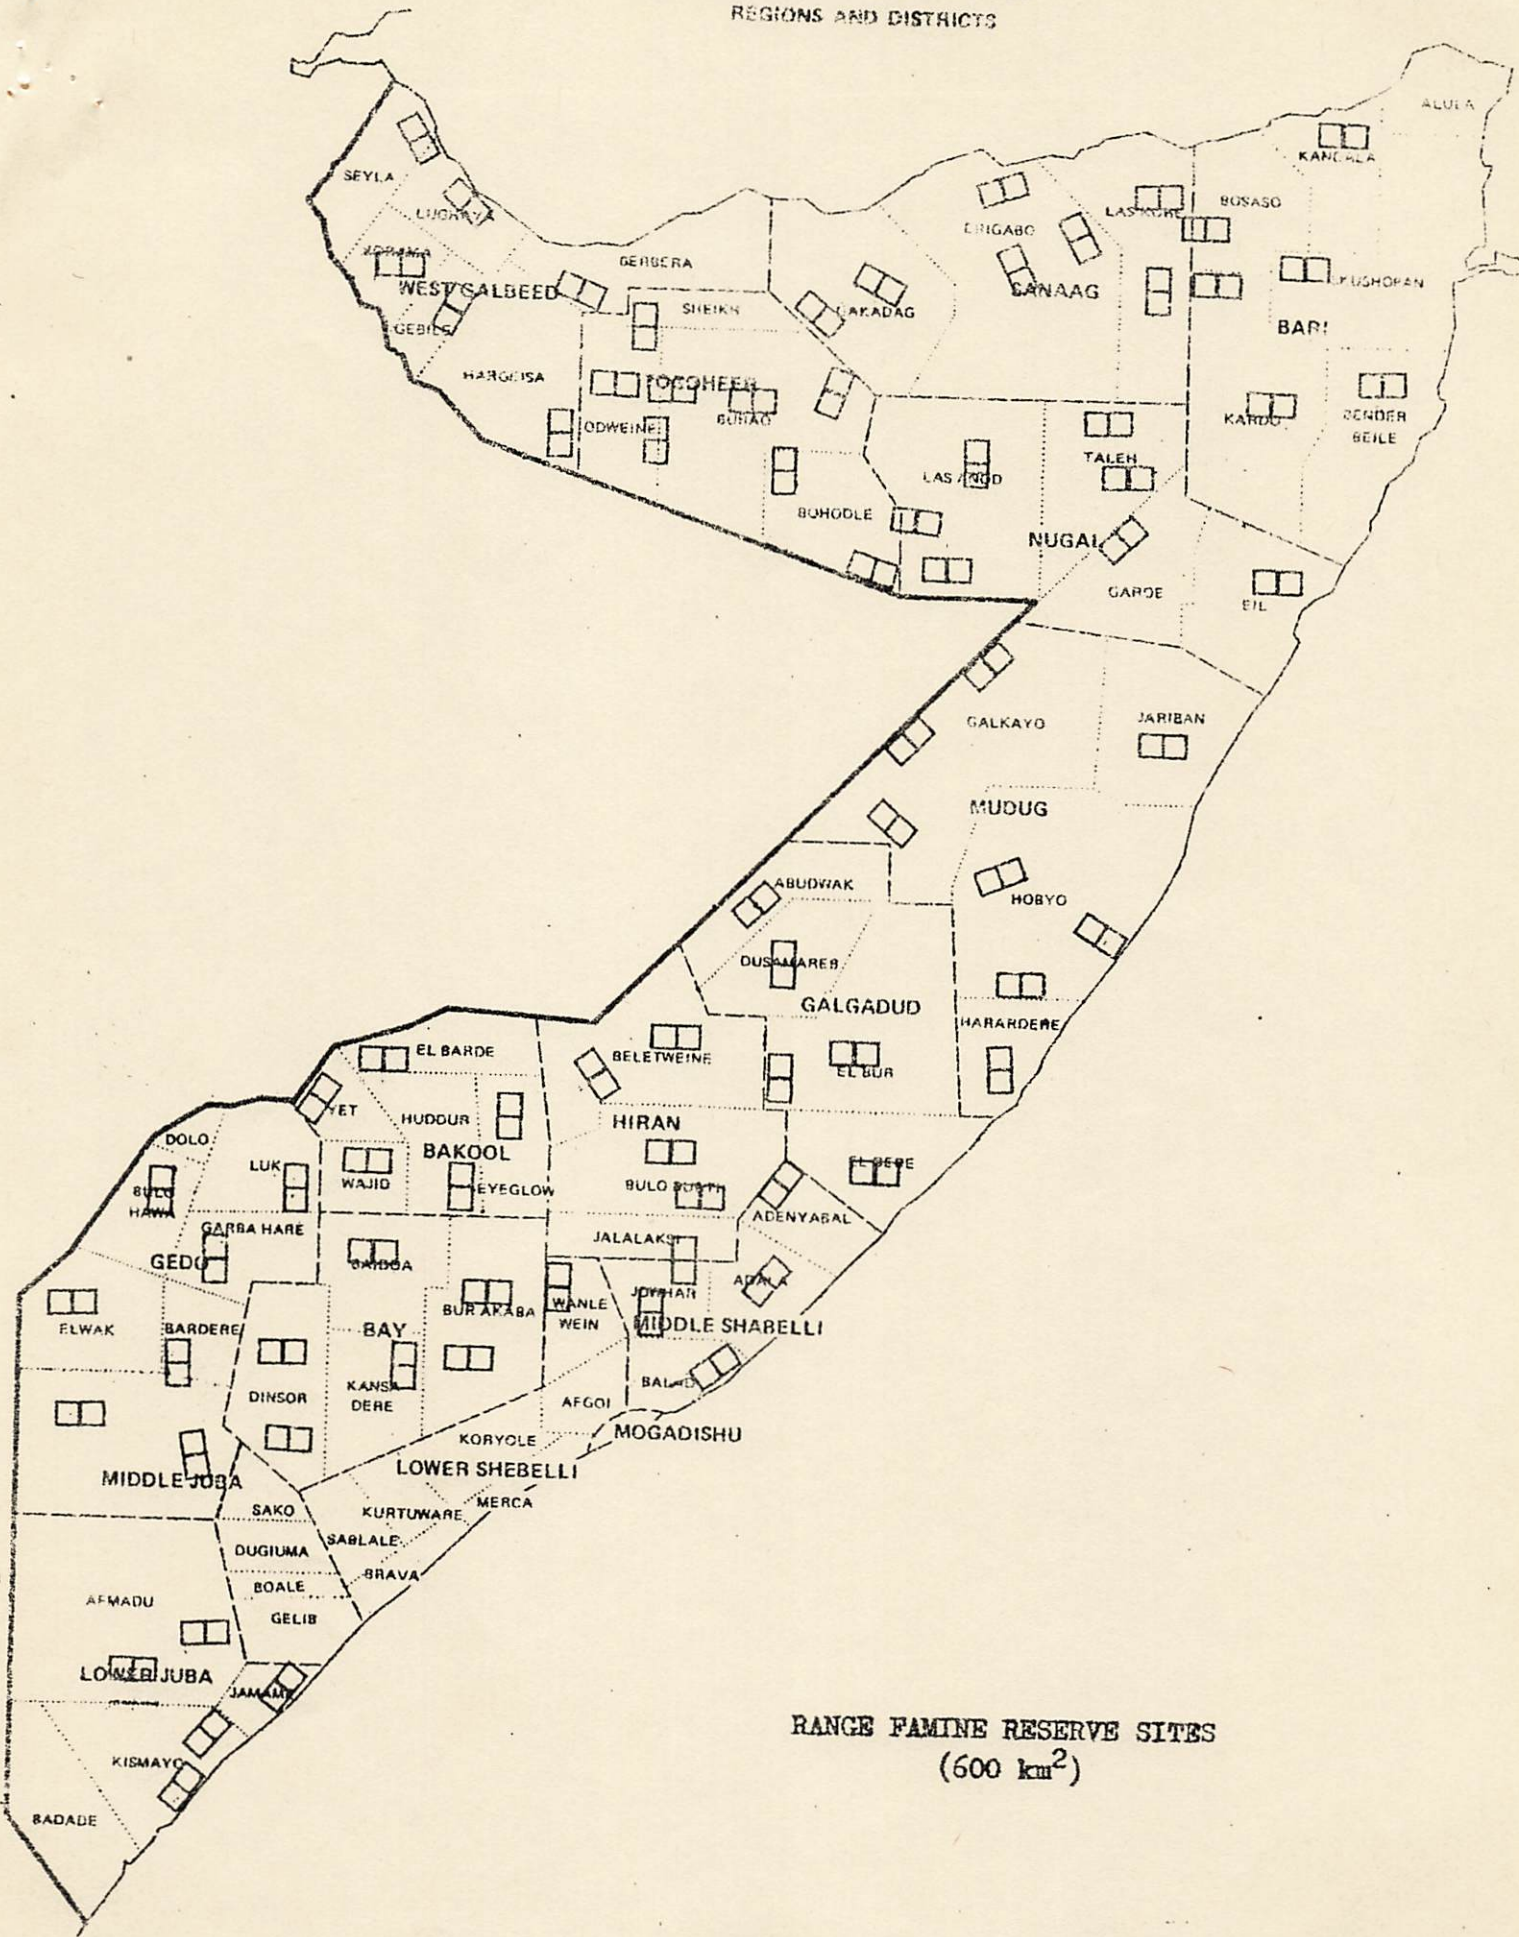 REGIONS AND DISTRICTS
ALULA
KANDALA
SEYLA
LUGHAYA
BOSASO
LAS KORE
ERIGABO
BORAMA
BERBERA
WEST GALBEED
SANAAG
SHEIKH
BARI
GEBILE
HARGEISA
TOGDHEER
BURAO
ODWEINE
KARDO
BENDER
BEILE
TALEH
LAS ANOD
BUHODLE
NUGAL
GAROE
EIL
GALKAYO
JARIBAN
MUDUG
ABUDWAK
HOBYO
DUSAMAREB
GALGADUD
HARARDERE
EL BARDE
BELETWEINE
EL BUR
YET
HUDDUR
HIRAN
DOLO
BAKOOL
LUK
EL DERE
WAJID
BULO BURTI
BULO
HAWA
EYEGLOW
ADENYABAL
GARBA HARE
JALALAKSI
GEDO
BAIDOA
ADALA
JOWHAR
BUR AKABA
WANLE
WEIN
ELWAK
BARDERE
BAY
MIDDLE SHABELLI
BALAD
KANSA
DERE
DINSOR
AFGOI
MOGADISHU
KORYOLE
LOWER SHEBELLI
MIDDLE JUBA
MERCA
SAKO
KURTUWARE
SABLALE
DUGIUMA
BRAVA
BOALE
AFMADU
GELIB
LOWER JUBA
JAMAME
KISMAYO
BADADE
RANGE FAMINE RESERVE SITES
(600 km²)